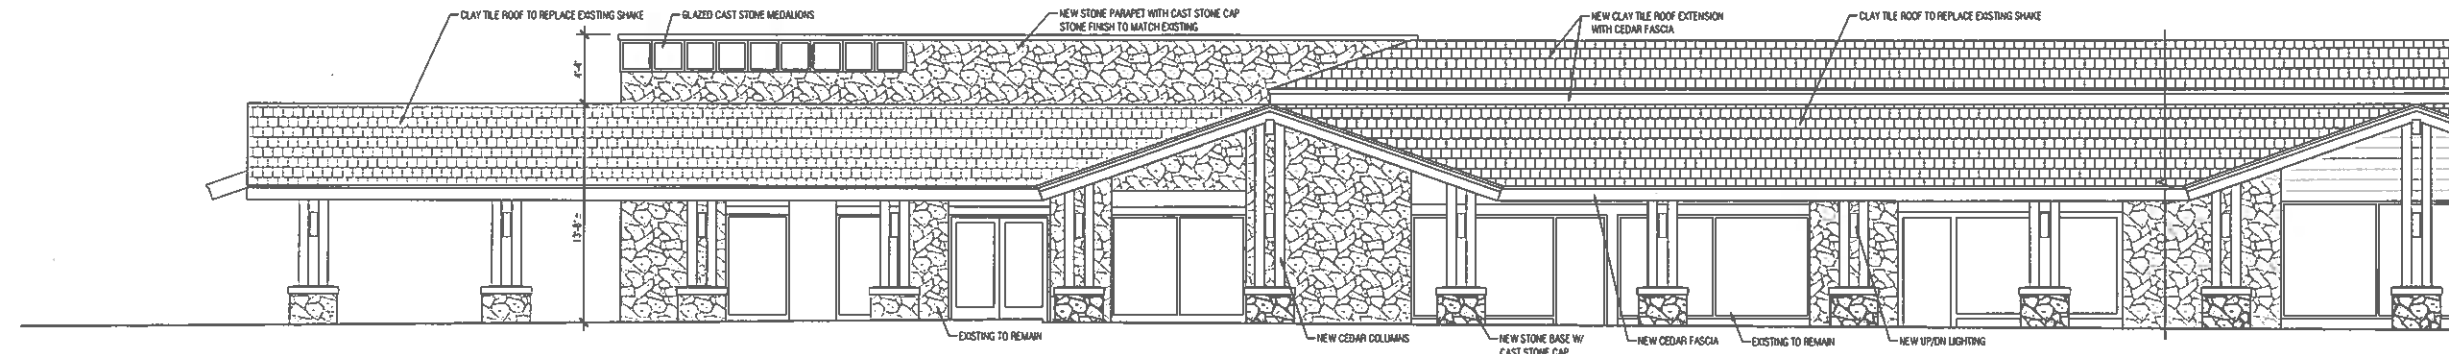 CLAY TILE ROOF TO REPLACE EXISTING SHAKE
GLAZED CAST STONE MEDALIONS
NEW STONE PARAPET WITH CAST STONE CAP
STONE FINISH TO MATCH EXISTING
NEW CLAY TILE ROOF EXTENSION
WITH CEDAR FASCIA
CLAY TILE ROOF TO REPLACE EXISTING SHAKE
4'-4"
EXISTING TO REMAIN
NEW CEDAR COLUMNS
NEW STONE BASE W/
CAST STONE CAP
NEW CEDAR FASCIA
EXISTING TO REMAIN
NEW UP/DN LIGHTING